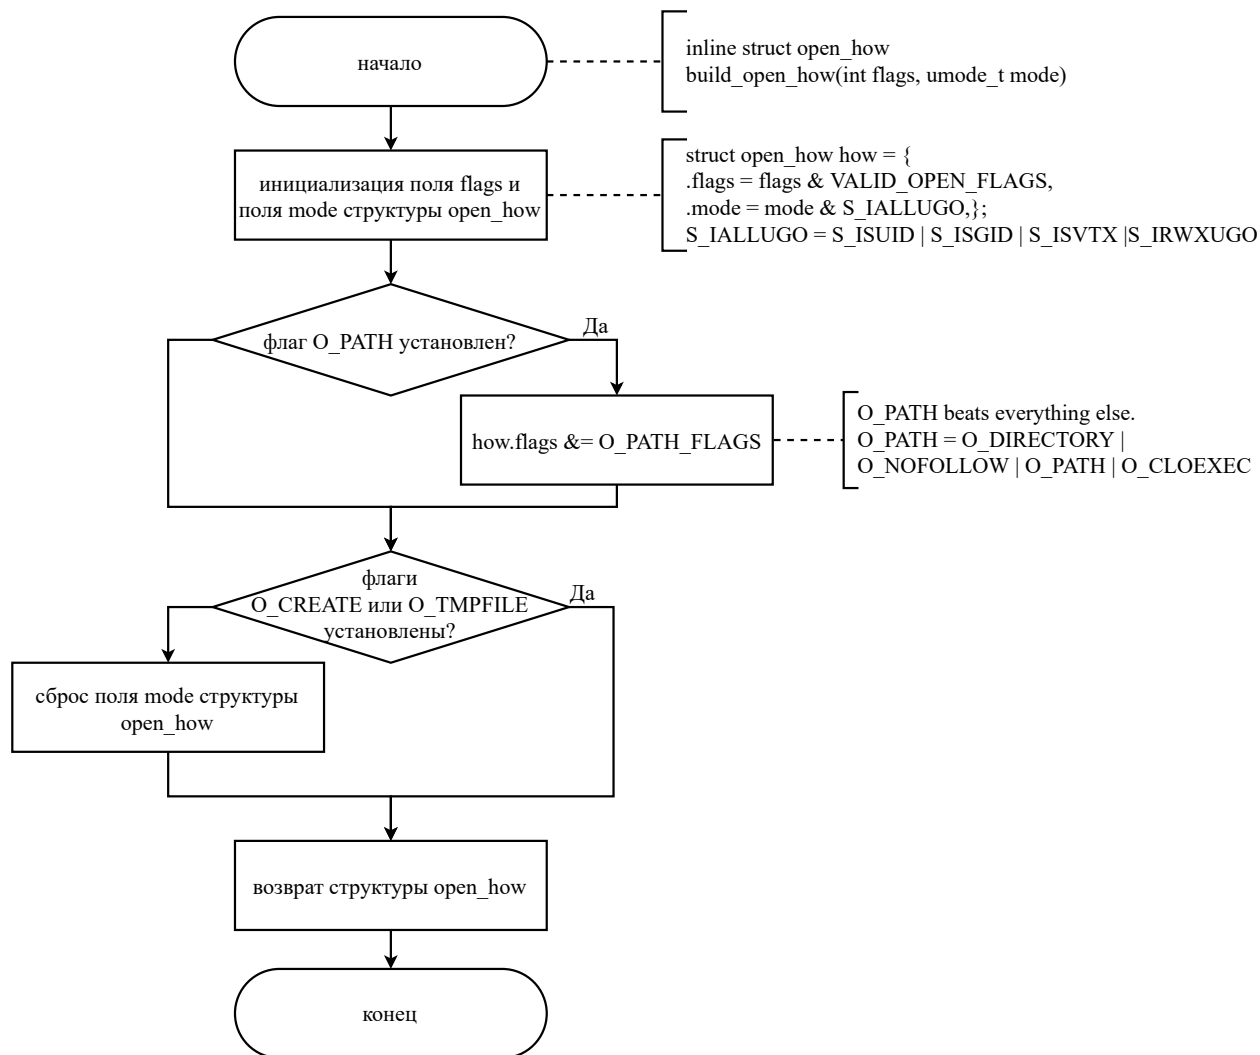 начало
inline struct open_how
build_open_how(int flags, umode_t mode)
инициализация поля flags и
поля mode структуры open_how
struct open_how how = {
.flags = flags & VALID_OPEN_FLAGS,
.mode = mode & S_IALLUGO,};
S_IALLUGO = S_ISUID | S_ISGID | S_ISVTX |S_IRWXUGO
флаг O_PATH установлен?
Да
how.flags &= O_PATH_FLAGS
O_PATH beats everything else.
O_PATH = O_DIRECTORY |
O_NOFOLLOW | O_PATH | O_CLOEXEC
флаги
O_CREATE или O_TMPFILE
установлены?
Да
сброс поля mode структуры
open_how
возврат структуры open_how
конец